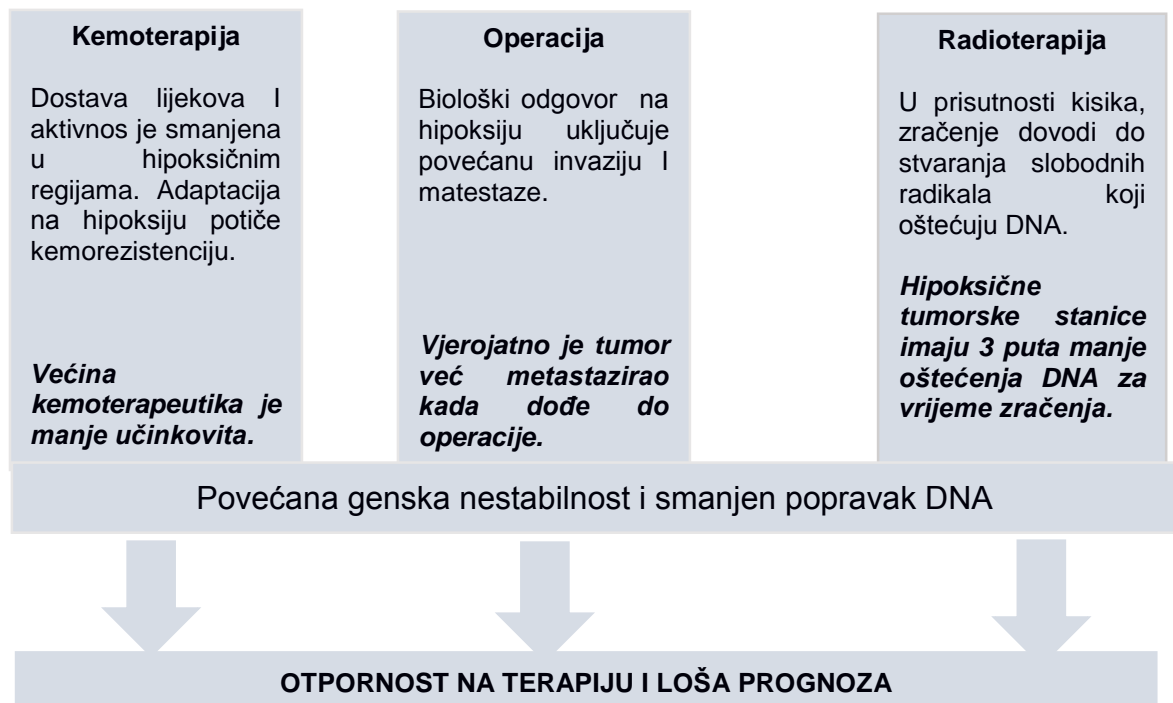 Kemoterapija
Dostava lijekova I
aktivnos je smanjena
u hipoksičnim
regijama. Adaptacija
na hipoksiju potiče
kemorezistenciju.
Većina
kemoterapeutika je
manje učinkovita.
Operacija
Biološki odgovor na
hipoksiju uključuje
povećanu invaziju I
matestaze.
Vjerojatno je tumor
već metastazirao
kada dođe do
operacije.
Radioterapija
U prisutnosti kisika,
zračenje dovodi do
stvaranja slobodnih
radikala koji
oštećuju DNA.
Hipoksične
tumorske stanice
imaju 3 puta manje
oštećenja DNA za
vrijeme zračenja.
Povećana genska nestabilnost i smanjen popravak DNA
OTPORNOST NA TERAPIJU I LOŠA PROGNOZA